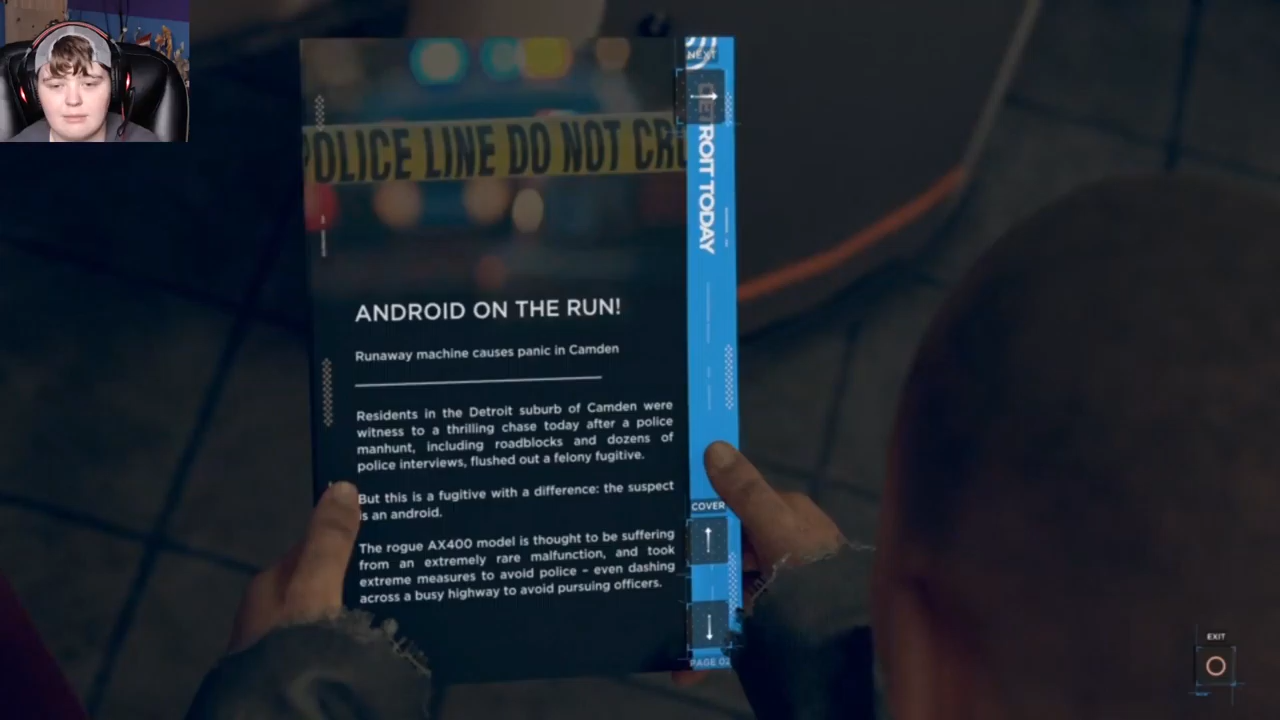 NEXT
DETROIT TODAY
POLICE LINE DO NOT CR
ANDROID ON THE RUN!
Runaway machine causes panic in Camden
Residents in the Detroit suburb of Camden were
witness to a thrilling chase today after a police
manhunt, including roadblocks and dozens of
police interviews, flushed out a felony fugitive.
But this is a fugitive with a difference: the suspect
is an android.
The rogue AX400 model is thought to be suffering
from an extremely rare malfunction, and took
extreme measures to avoid police – even dashing
across a busy highway to avoid pursuing officers.
COVER
PAGE 02
EXIT